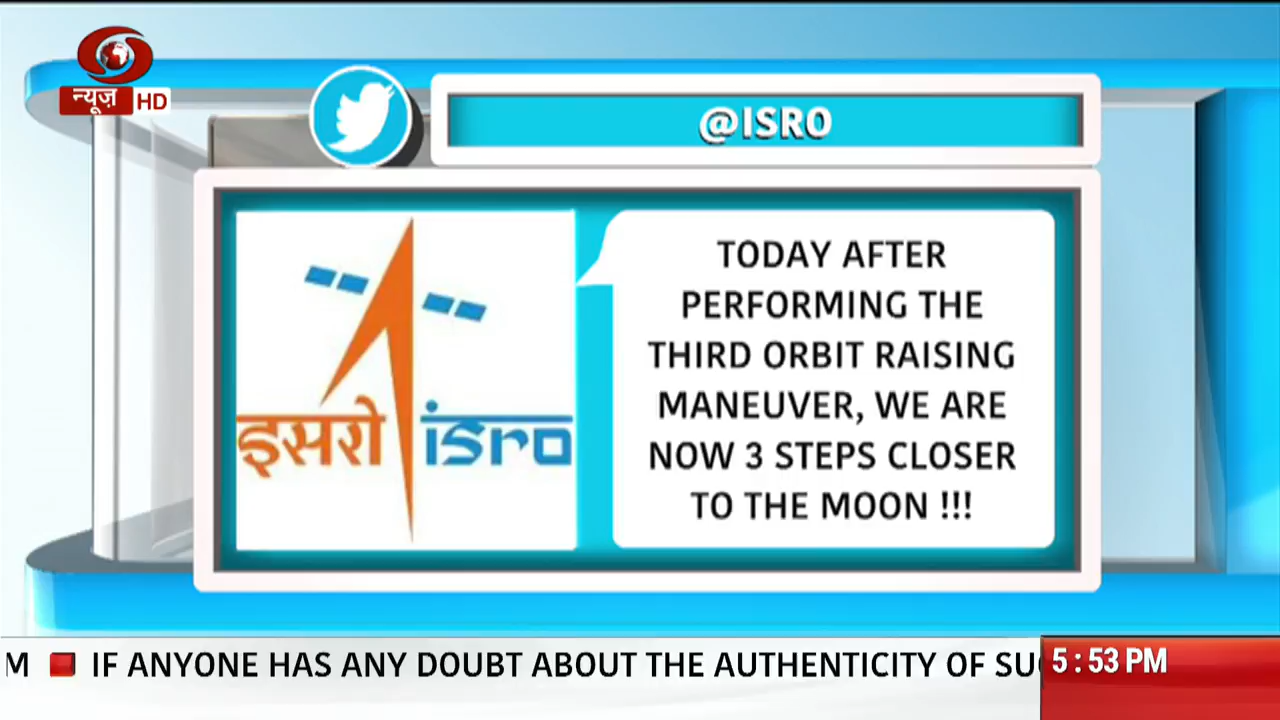 न्यूज़ HD
@ISRO
इसरो isro
TODAY AFTER
PERFORMING THE
THIRD ORBIT RAISING
MANEUVER, WE ARE
NOW 3 STEPS CLOSER
TO THE MOON !!!
M IF ANYONE HAS ANY DOUBT ABOUT THE AUTHENTICITY OF
5:53 PM